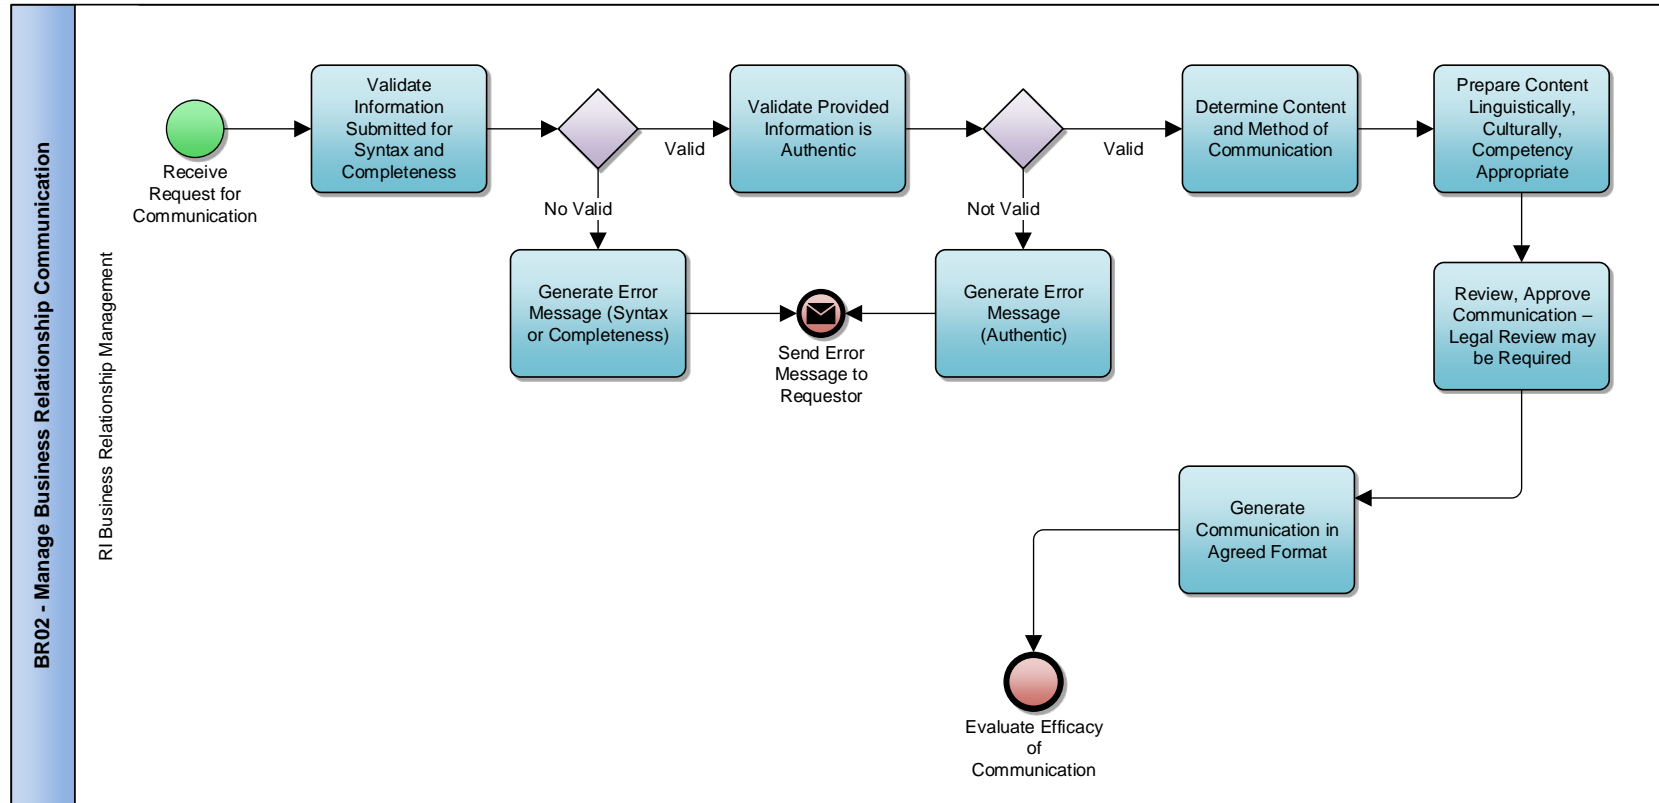 BR02 - Manage Business Relationship Communication
RI Business Relationship Management
Receive
Request for
Communication
Validate
Information
Submitted for
Syntax and
Completeness
Valid
No Valid
Validate Provided
Information is
Authentic
Valid
Not Valid
Determine Content
and Method of
Communication
Prepare Content
Linguistically,
Culturally,
Competency
Appropriate
Generate Error
Message (Syntax
or Completeness)
Send Error
Message to
Requestor
Generate Error
Message
(Authentic)
Review, Approve
Communication –
Legal Review may
be Required
Generate
Communication in
Agreed Format
Evaluate Efficacy
of
Communication